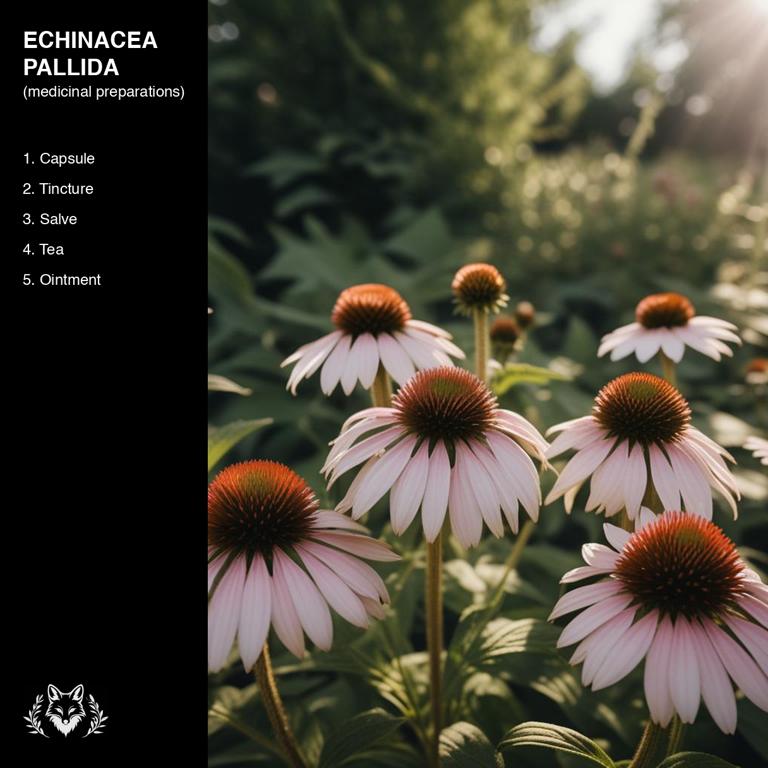 ECHINACEA
PALLIDA
(medicinal preparations)
1. Capsule
2. Tincture
3. Salve
4. Tea
5. Ointment